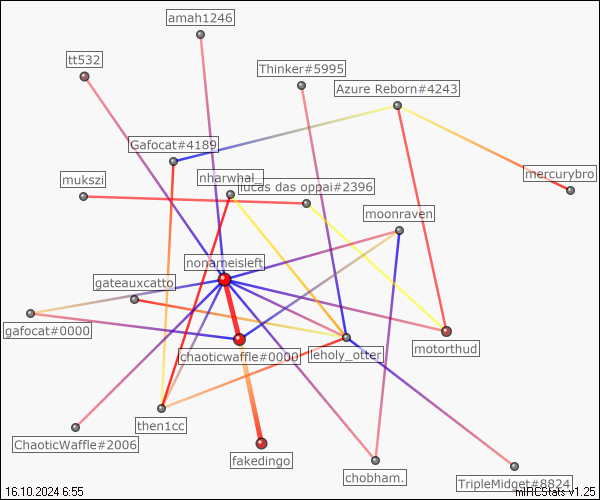 amah1246
tt532
Thinker#5995
Azure Reborn#4243
Gafocat#4189
mercurybro
nharwhal_
mukszi
lucas das oppai#2396
moonraven
nonameisleft
gateauxcatto
gafocat#0000
chaoticwaffle#0000
leholy_otter
motorthud
then1cc
ChaoticWaffle#2006
fakedingo
chobham.
TripleMidget#8824
16.10.2024 6:55
mIRCStats v1.25